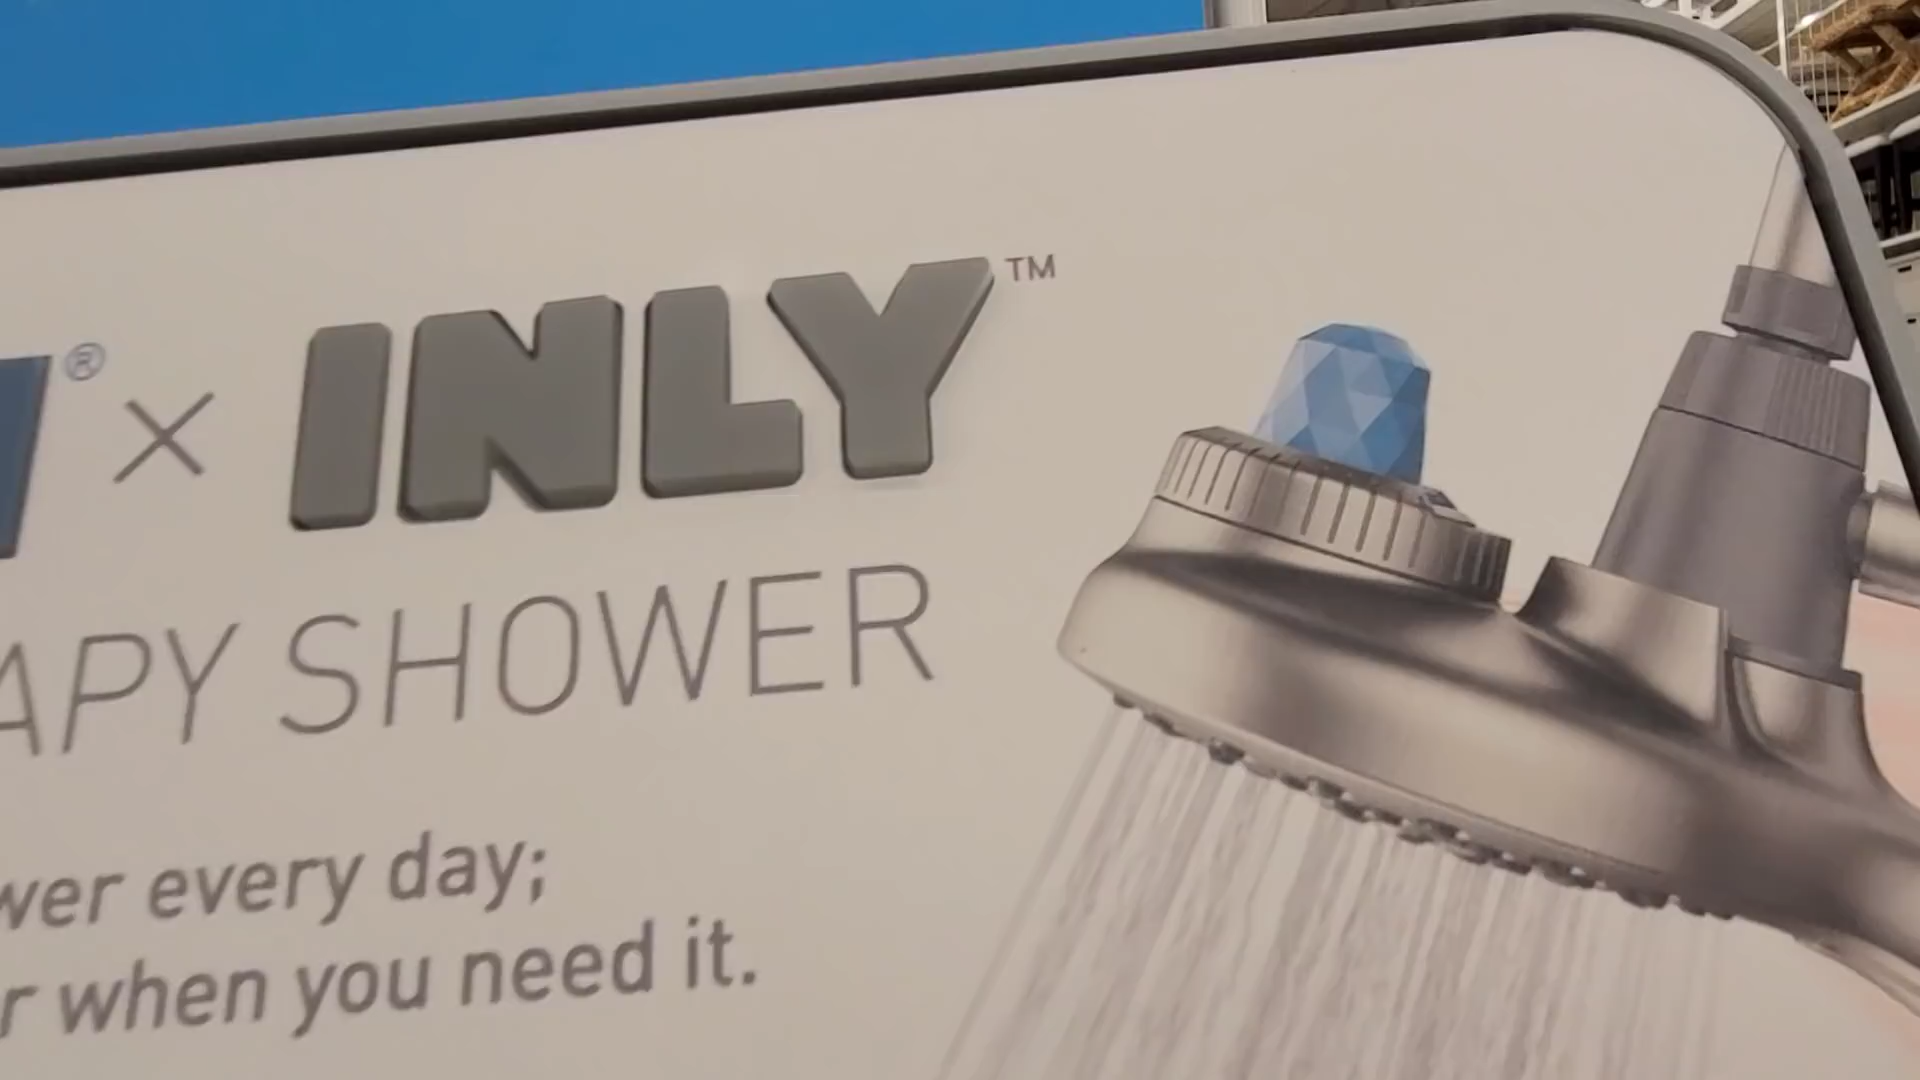 ® × INLY™
APY SHOWER
wer every day;
r when you need it.